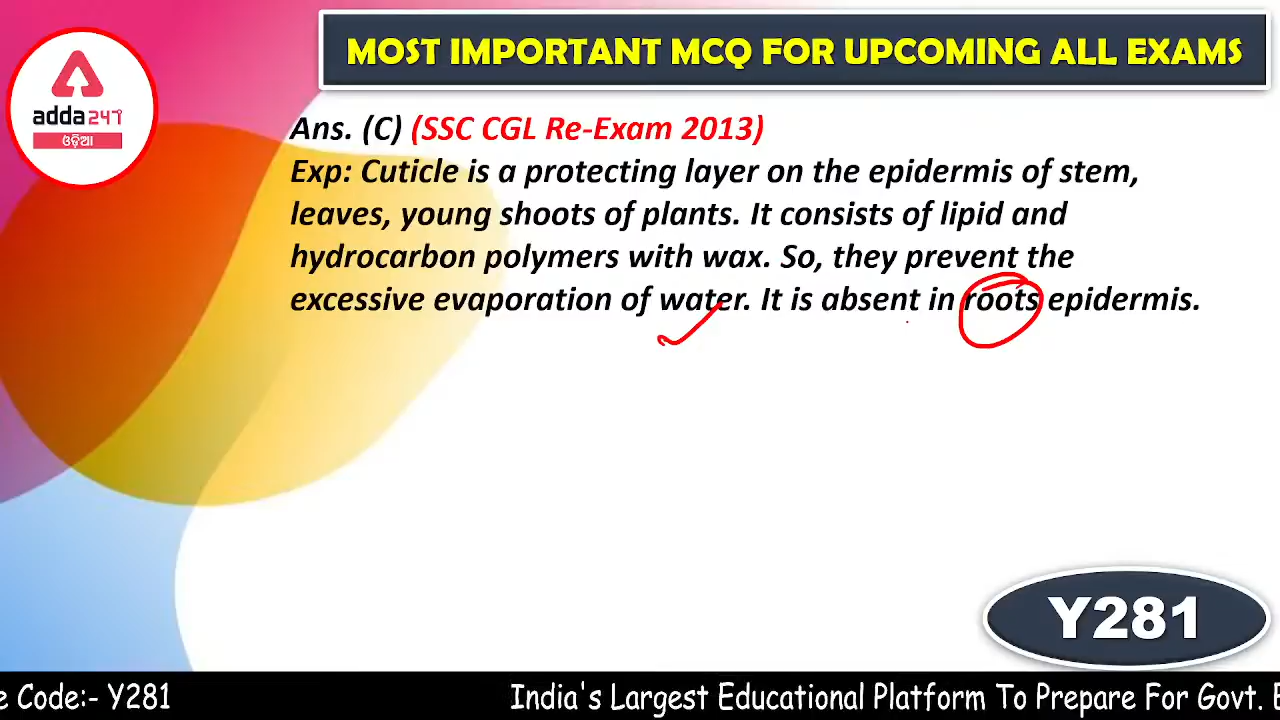 MOST IMPORTANT MCQ FOR UPCOMING ALL EXAMS
adda247
ଓଡ଼ିଆ
Ans. (C) (SSC CGL Re-Exam 2013)
Exp: Cuticle is a protecting layer on the epidermis of stem,
leaves, young shoots of plants. It consists of lipid and
hydrocarbon polymers with wax. So, they prevent the
excessive evaporation of water. It is absent in roots epidermis.
Y281
e Code:- Y281
India's Largest Educational Platform To Prepare For Govt. E